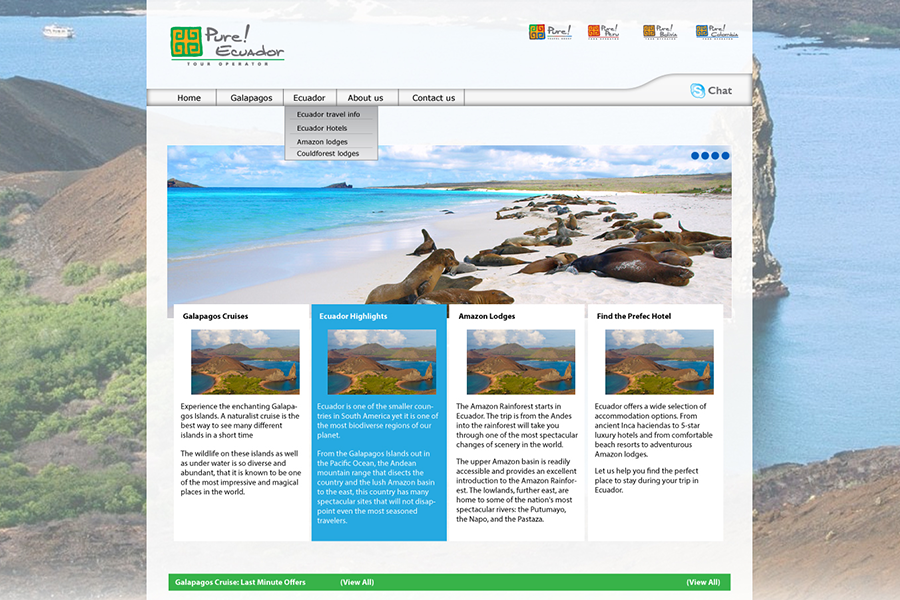 Pure!
Ecuador
TOUR OPERATOR
Pure!
Pure!
Peru
Pure!
Bolivia
Pure!
Colombia
Chat
Home
Galapagos
Ecuador
About us
Contact us
Ecuador travel info
Ecuador Hotels
Amazon lodges
Couldforest lodges
Galapagos Cruises
Experience the enchanting Galapa-
gos Islands. A naturalist cruise is the
best way to see many different
islands in a short time
The wildlife on these islands as well
as under water is so diverse and
abundant, that it is known to be one
of the most impressive and magical
places in the world.
Ecuador Highlights
Ecuador is one of the smaller coun-
tries in South America yet it is one of
the most biodiverse regions of our
planet.
From the Galapagos Islands out in
the Pacific Ocean, the Andean
mountain range that disects the
country and the lush Amazon basin
to the east, this country has many
spectacular sites that will not disap-
point even the most seasoned
travelers.
Amazon Lodges
The Amazon Rainforest starts in
Ecuador. The trip is from the Andes
into the rainforest will take you
through one of the most spectacular
changes of scenery in the world.
The upper Amazon basin is readily
accessible and provides an excellent
introduction to the Amazon Rainfor-
est. The lowlands, further east, are
home to some of the nation's most
spectacular rivers: the Putumayo,
the Napo, and the Pastaza.
Find the Prefec Hotel
Ecuador offers a wide selection of
accommodation options. From
ancient Inca haciendas to 5-star
luxury hotels and from comfortable
beach resorts to adventurous
Amazon lodges.
Let us help you find the perfect
place to stay during your trip in
Ecuador.
Galapagos Cruise: Last Minute Offers (View All) (View All)